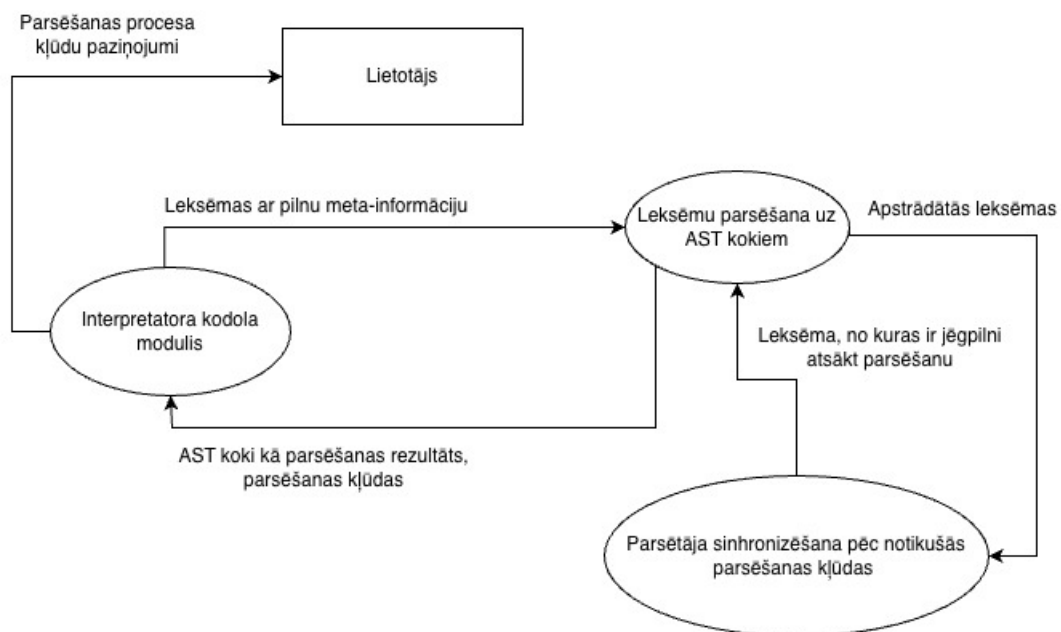 Parsēšanas procesa
kļūdu paziņojumi
Lietotājs
Leksēmas ar pilnu meta-informāciju
Leksēmu parsēšana uz
AST kokiem
Apstrādātās leksēmas
Interpretatora kodola
modulis
Leksēma, no kuras ir jēgpilni
atsākt parsēšanu
AST koki kā parsēšanas rezultāts,
parsēšanas kļūdas
Parsētāja sinhronizēšana pēc notikušās
parsēšanas kļūdas